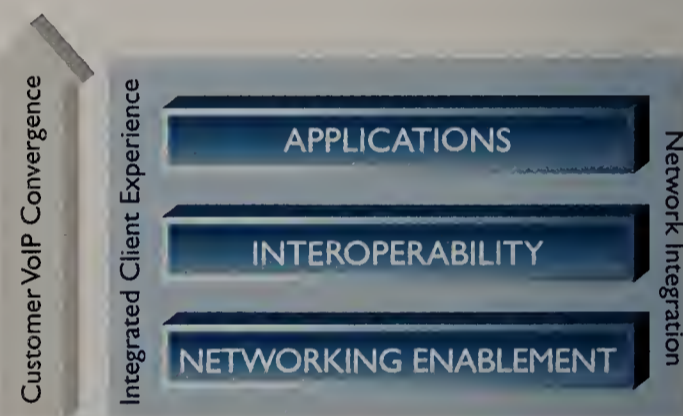 Customer VoIP Convergence
Integrated Client Experience
APPLICATIONS
INTEROPERABILITY
NETWORKING ENABLEMENT
Network Integration